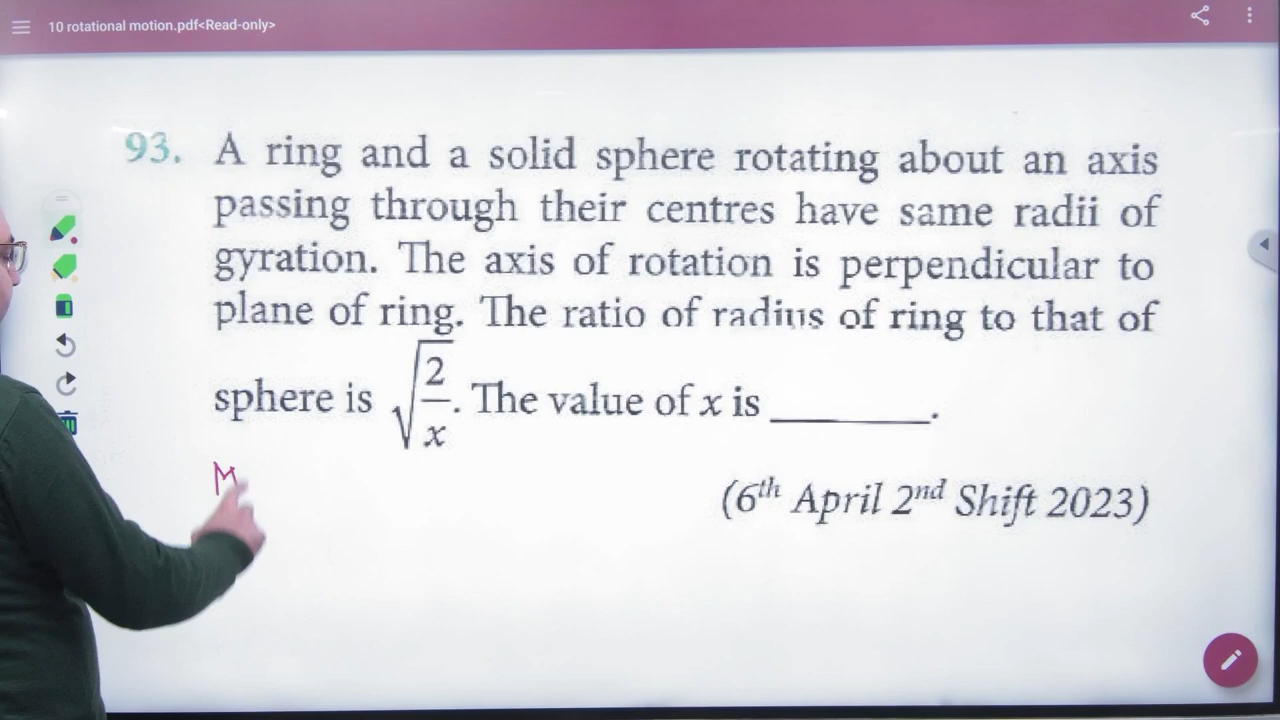 10 rotational motion.pdf<Read-only>
93. A ring and a solid sphere rotating about an axis
passing through their centres have same radii of
gyration. The axis of rotation is perpendicular to
plane of ring. The ratio of radius of ring to that of
sphere is √(2/x). The value of x is ________.
M
(6th April 2nd Shift 2023)